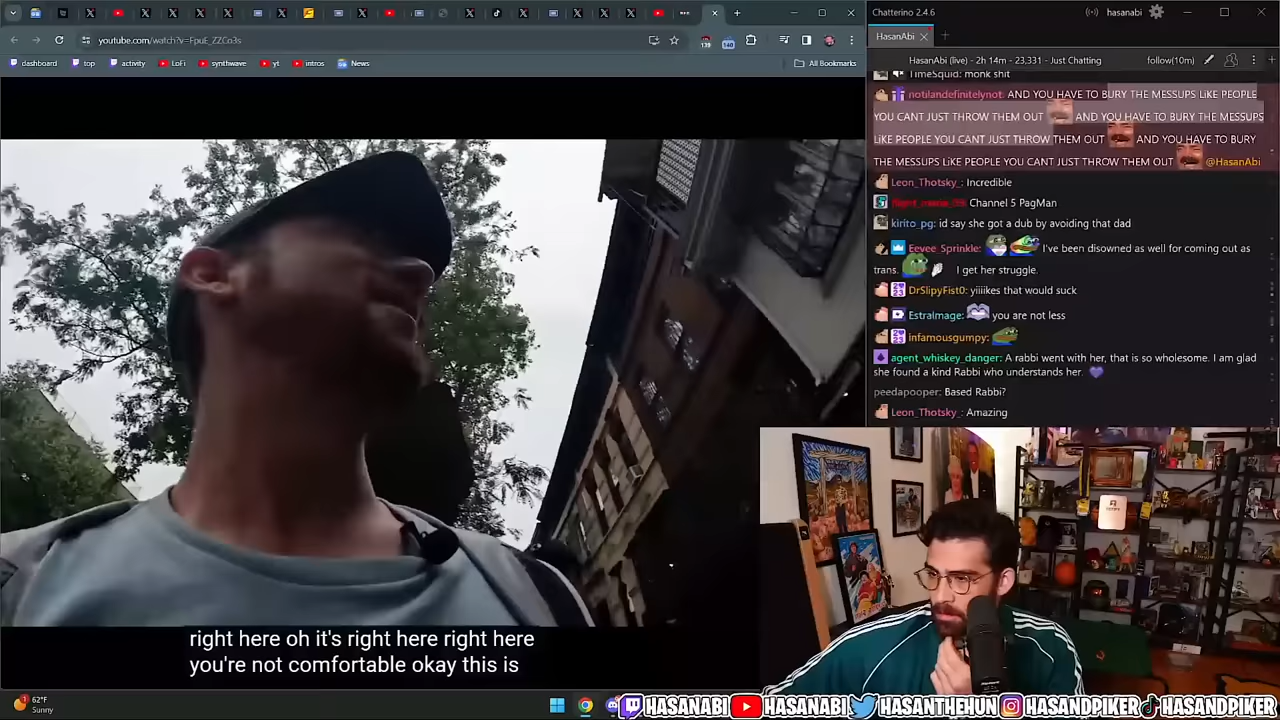 Chatterino 2.4.6
hasanabi
youtube.com/watch?v=FpuE_ZZCo3s
HasanAbi
dashboard
top
activity
LoFi
synthwave
yt
intros
News
All Bookmarks
HasanAbi (live) - 2h 14m - 23,331 - Just Chatting
follow(10m)
TimeSquid: monk shit
notilandefinitelynot: AND YOU HAVE TO BURY THE MESSUPS LiKE PEOPLE
YOU CANT JUST THROW THEM OUT AND YOU HAVE TO BURY THE MESSUPS
LiKE PEOPLE YOU CANT JUST THROW THEM OUT AND YOU HAVE TO BURY
THE MESSUPS LiKE PEOPLE YOU CANT JUST THROW THEM OUT @HasanAbi
Leon_Thotsky_: Incredible
Channel 5 PagMan
kirito_pg: id say she got a dub by avoiding that dad
Eevee_Sprinkle: I've been disowned as well for coming out as
trans. I get her struggle.
DrSlipyFist0: yiiiikes that would suck
EstraImage: you are not less
infamousgumpy:
agent_whiskey_danger: A rabbi went with her, that is so wholesome. I am glad
she found a kind Rabbi who understands her.
peedapooper: Based Rabbi?
Leon_Thotsky_: Amazing
right here oh it's right here right here
you're not comfortable okay this is
62°F
Sunny
HASANABI
HASANABI
HASANTHEHUN
HASANDPIKER
HASANDPIKER